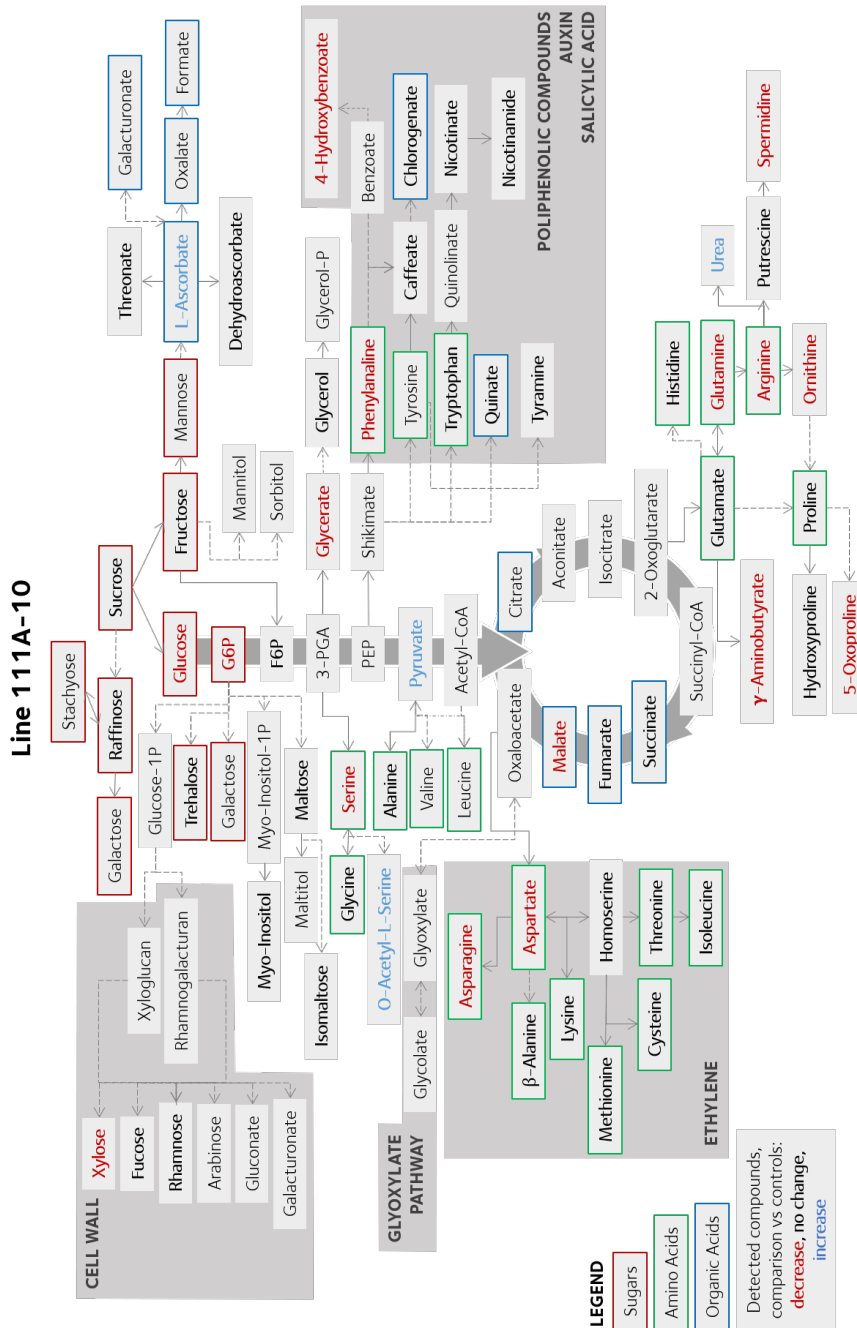 Line 111A-10
CELL WALL
Xylose
Fucose
Rhamnose
Arabinose
Gluconate
Galacturonate
Xyloglucan
Rhamnogalacturan
Stachyose
Galactose
Raffinose
Sucrose
Glucose-1P
Trehalose
Galactose
Myo-Inositol-1P
Myo-Inositol
Maltose
Maltitol
Isomaltose
Glucose
G6P
F6P
3-PGA
PEP
Pyruvate
Acetyl-CoA
Fructose
Mannose
Mannitol
Sorbitol
L-Ascorbate
Threonate
Dehydroascorbate
Galacturonate
Oxalate
Formate
Glycerate
Glycerol
Glycerol-P
Serine
Glycine
O-Acetyl-L-Serine
Alanine
Valine
Leucine
Shikimate
Phenylanaline
Tyrosine
Tryptophan
Quinate
Tyramine
Benzoate
4-Hydroxybenzoate
Caffeate
Chlorogenate
Quinolinate
Nicotinate
Nicotinamide
POLIPHENOLIC COMPOUNDS
AUXIN
SALICYLIC ACID
GLYOXYLATE
PATHWAY
Glycolate
Glyoxylate
Oxaloacetate
Citrate
Aconitate
Isocitrate
2-Oxoglutarate
Succinyl-CoA
Succinate
Fumarate
Malate
Asparagine
Aspartate
β-Alanine
Lysine
Homoserine
Methionine
Cysteine
Threonine
Isoleucine
ETHYLENE
Glutamate
Histidine
Glutamine
Arginine
Ornithine
Urea
Putrescine
Spermidine
Proline
γ-Aminobutyrate
Hydroxyproline
5-Oxoproline
LEGEND
Sugars
Amino Acids
Organic Acids
Detected compounds,
comparison vs controls:
decrease, no change,
increase